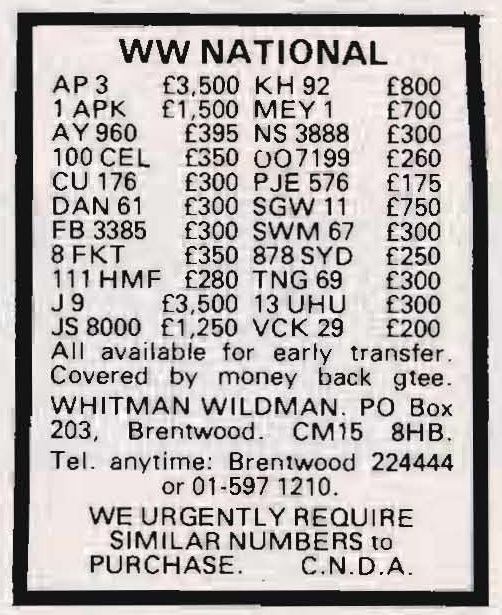 WW NATIONAL
AP 3 £3,500 KH 92 £800
1 APK £1,500 MEY 1 £700
AY 960 £395 NS 3888 £300
100 CEL £350 OO 7199 £260
CU 176 £300 PJE 576 £175
DAN 61 £300 SGW 11 £750
FB 3385 £300 SWM 67 £300
8 FKT £350 878 SYD £250
111 HMF £280 TNG 69 £300
J 9 £3,500 13 UHU £300
JS 8000 £1,250 VCK 29 £200
All available for early transfer.
Covered by money back gtee.
WHITMAN WILDMAN. PO Box
203, Brentwood. CM15 8HB.
Tel. anytime: Brentwood 224444
or 01-597 1210.
WE URGENTLY REQUIRE
SIMILAR NUMBERS to
PURCHASE. C.N.D.A.